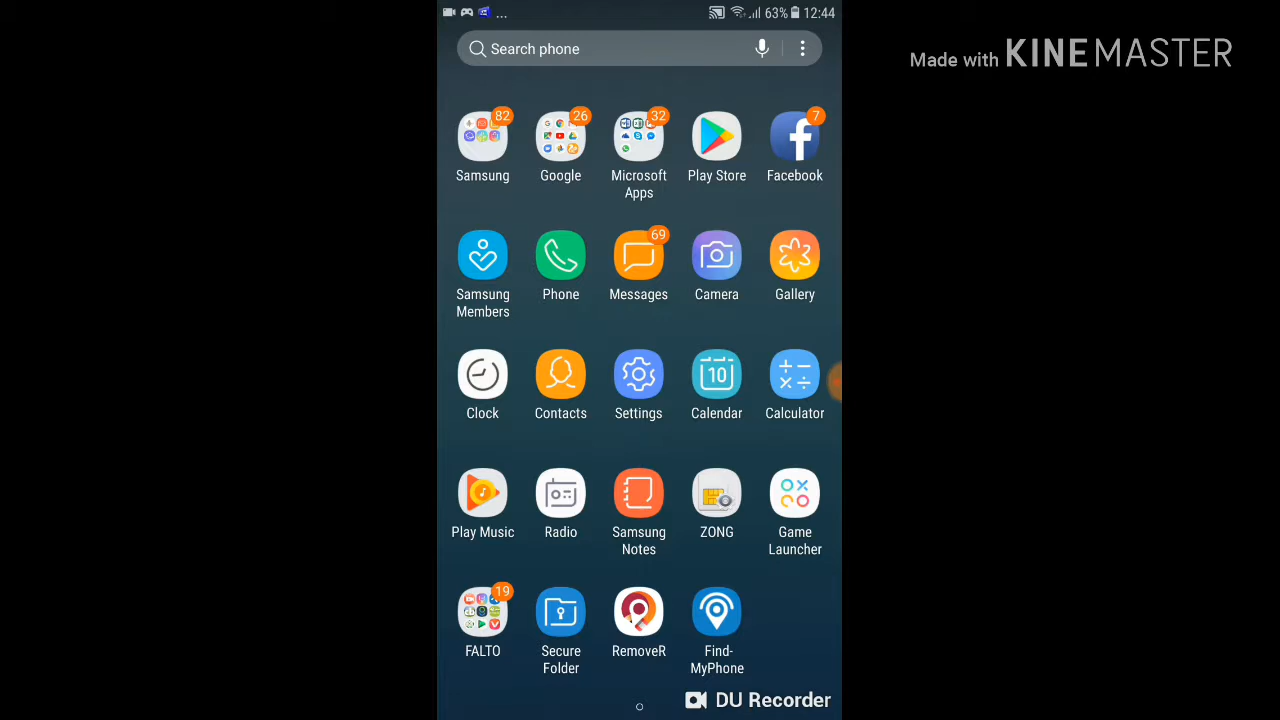 ... 63% 12:44
Made with KINEMASTER
Search phone
82 26 32 7
Samsung Google Microsoft Apps Play Store Facebook
69
Samsung Members Phone Messages Camera Gallery
10
Clock Contacts Settings Calendar Calculator
Play Music Radio Samsung Notes ZONG Game Launcher
19
FALTO Secure Folder RemoveR Find-MyPhone
DU Recorder